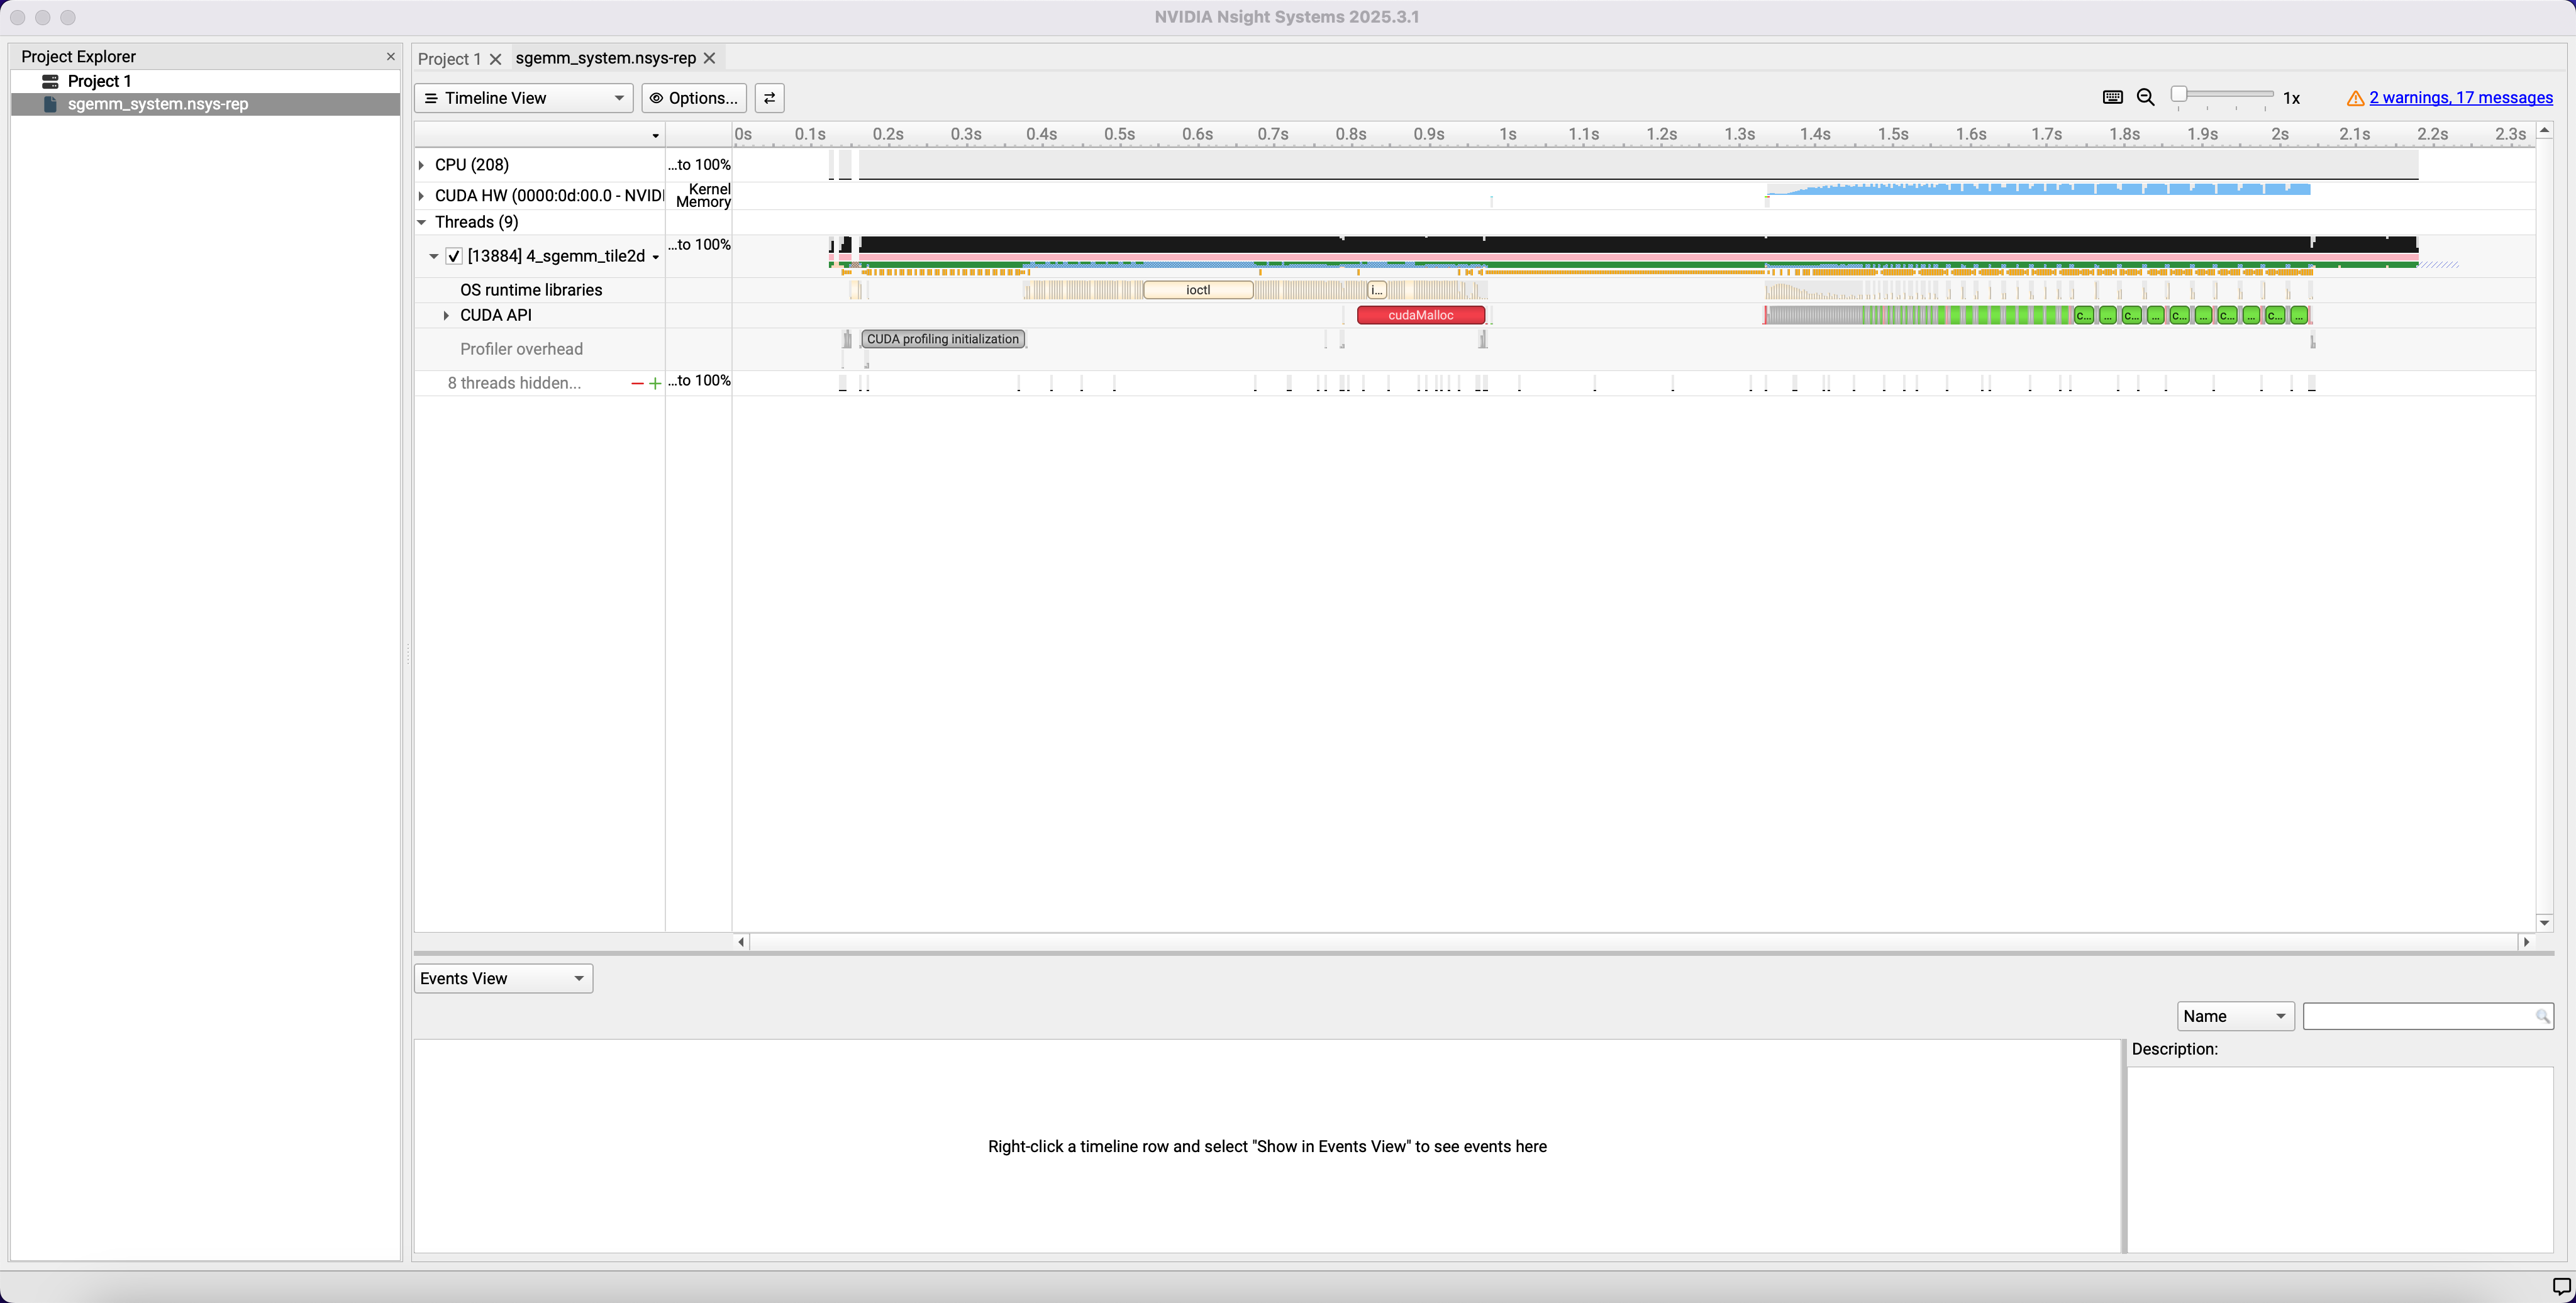 NVIDIA Nsight Systems 2025.3.1
Project Explorer
Project 1
sgemm_system.nsys-rep
Project 1
sgemm_system.nsys-rep
Timeline View
Options...
1x
2 warnings, 17 messages
0s 0.1s 0.2s 0.3s 0.4s 0.5s 0.6s 0.7s 0.8s 0.9s 1s 1.1s 1.2s 1.3s 1.4s 1.5s 1.6s 1.7s 1.8s 1.9s 2s 2.1s 2.2s 2.3s
CPU (208)
...to 100%
CUDA HW (0000:0d:00.0 - NVIDI
Kernel
Memory
Threads (9)
[13884] 4_sgemm_tile2d
...to 100%
OS runtime libraries
ioctl
i...
CUDA API
cudaMalloc
c... ... c... ... c... ... c... ... c... ...
Profiler overhead
CUDA profiling initialization
8 threads hidden...
...to 100%
Events View
Name
Description:
Right-click a timeline row and select "Show in Events View" to see events here